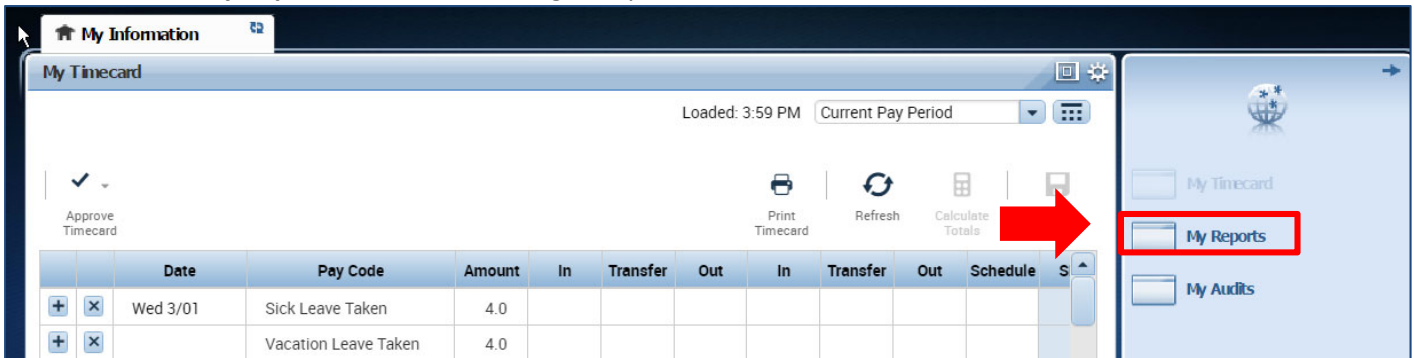 My Information
My Timecard
Loaded: 3:59 PM Current Pay Period
Approve Timecard
Print Timecard
Refresh
Calculate Totals
Date Pay Code Amount In Transfer Out In Transfer Out Schedule S
Wed 3/01 Sick Leave Taken 4.0
Vacation Leave Taken 4.0
My Timecard
My Reports
My Audits